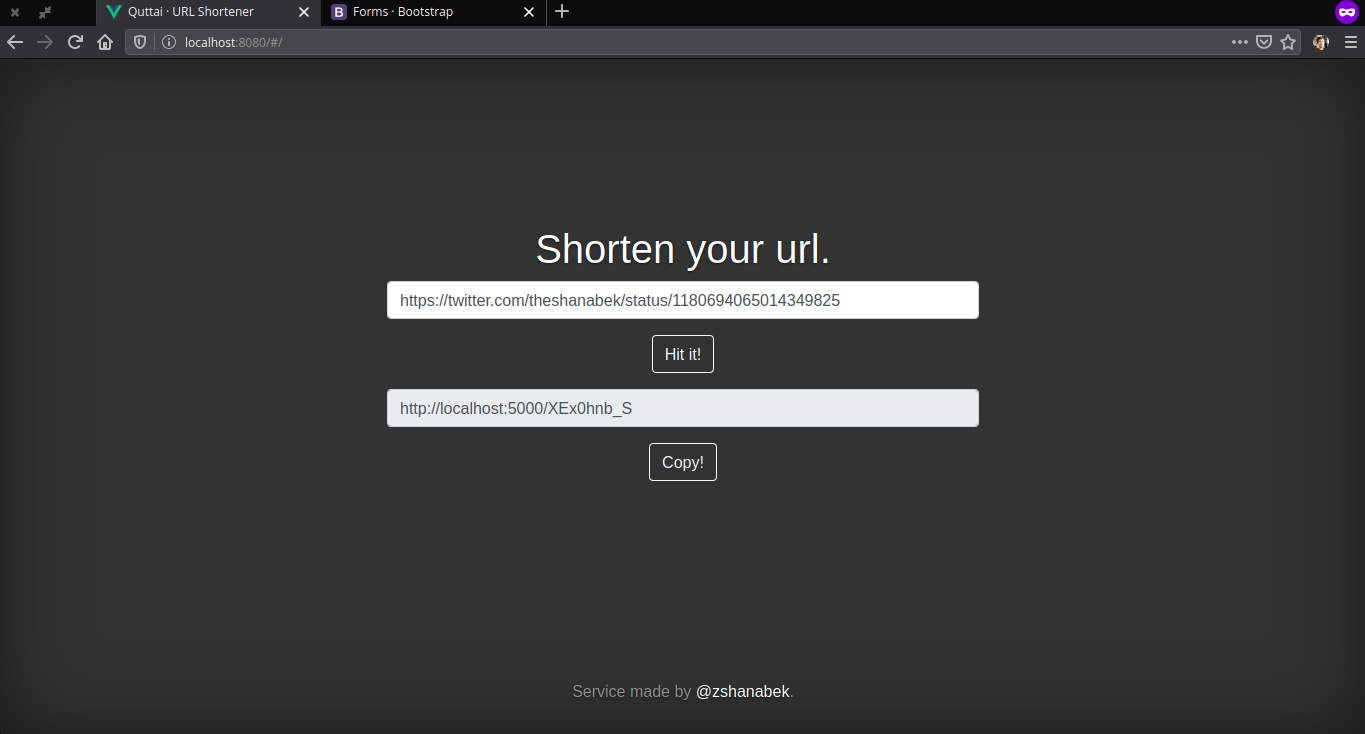 Quttai · URL Shortener
Forms · Bootstrap
localhost:8080/#/
Shorten your url.
https://twitter.com/theshanabek/status/1180694065014349825
Hit it!
http://localhost:5000/XEx0hnb_S
Copy!
Service made by @zshanabek.